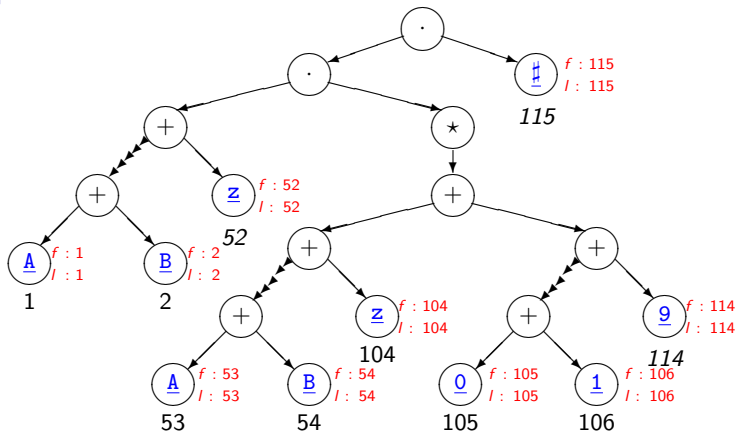 ·
· ♯ f : 115
l : 115
115
+ ⋆
+ z f : 52
l : 52
52
+
A f : 1
l : 1
1
B f : 2
l : 2
2
+ +
+ z f : 104
l : 104
104
+ 9 f : 114
l : 114
114
A f : 53
l : 53
53
B f : 54
l : 54
54
0 f : 105
l : 105
105
1 f : 106
l : 106
106